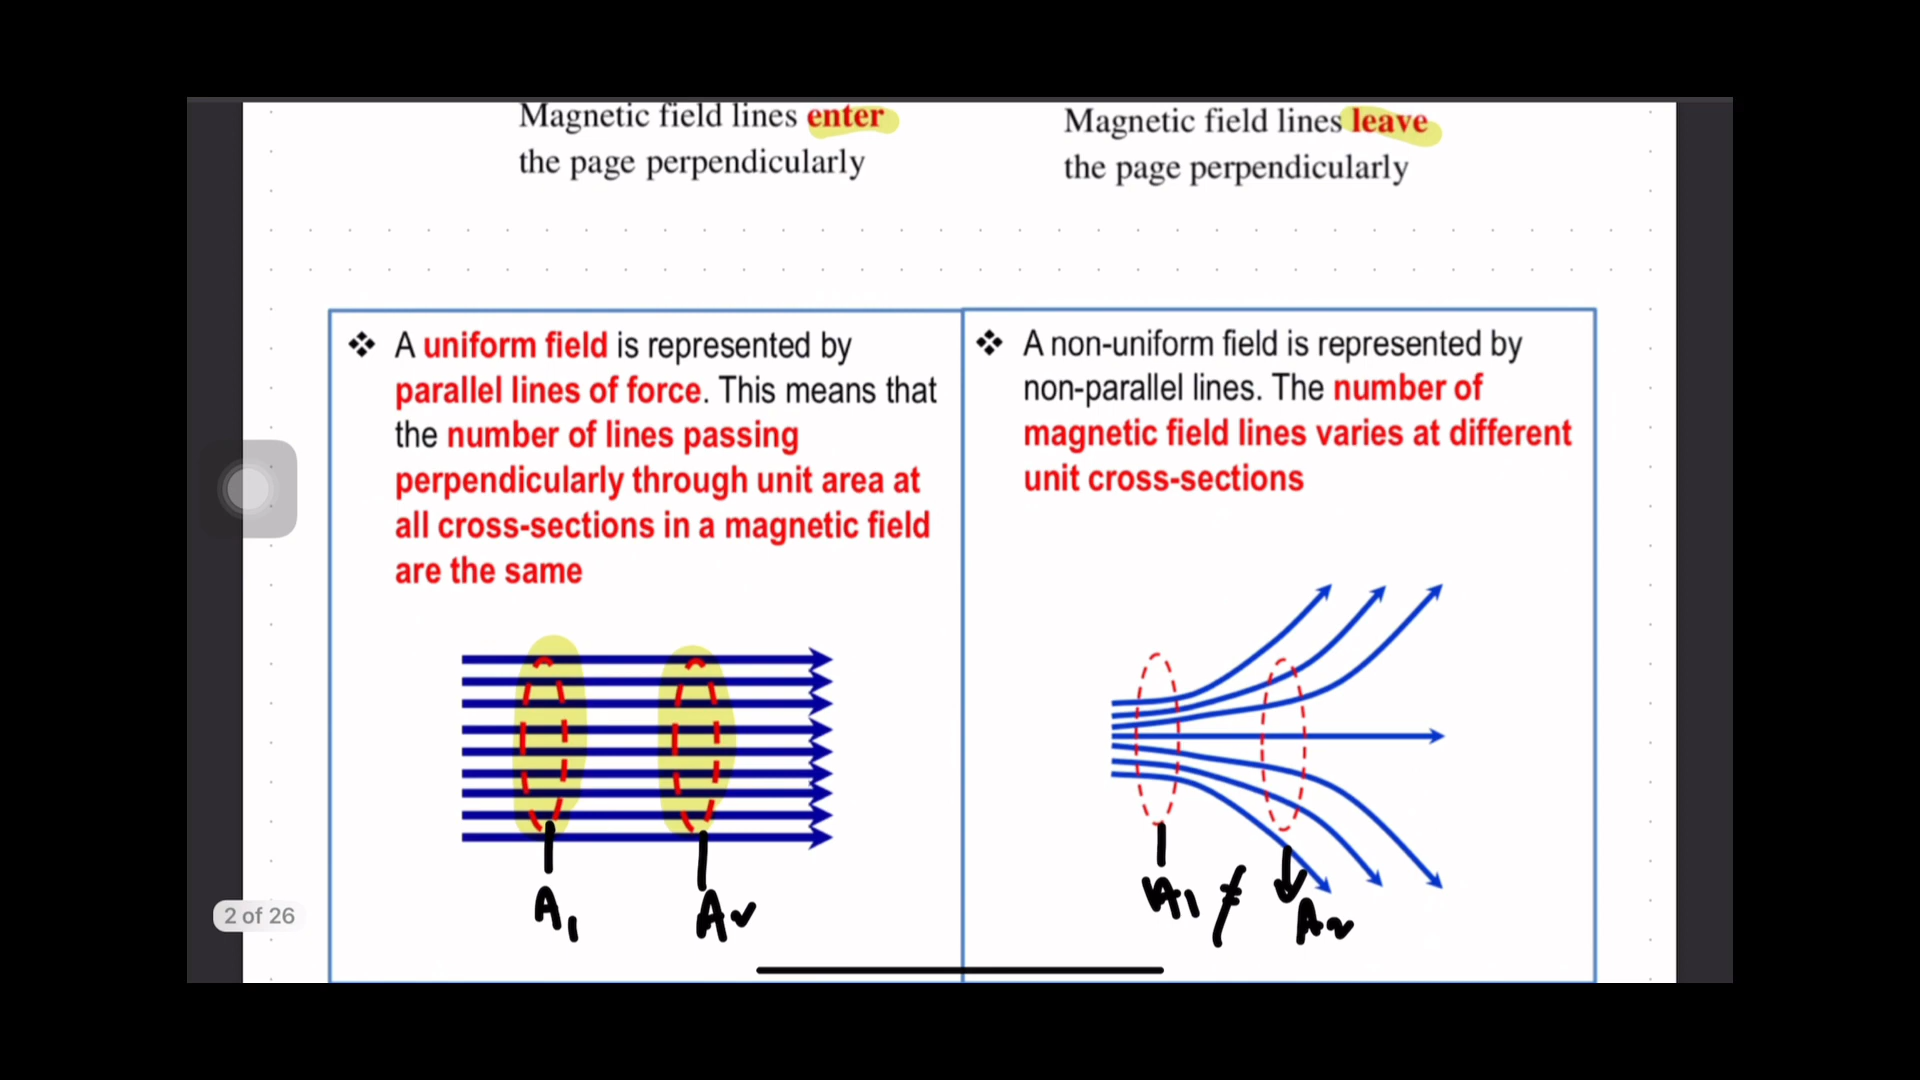 Magnetic field lines enter
the page perpendicularly
Magnetic field lines leave
the page perpendicularly
❖ A uniform field is represented by
parallel lines of force. This means that
the number of lines passing
perpendicularly through unit area at
all cross-sections in a magnetic field
are the same
A1
A2
❖ A non-uniform field is represented by
non-parallel lines. The number of
magnetic field lines varies at different
unit cross-sections
A1 ≠ A2
2 of 26